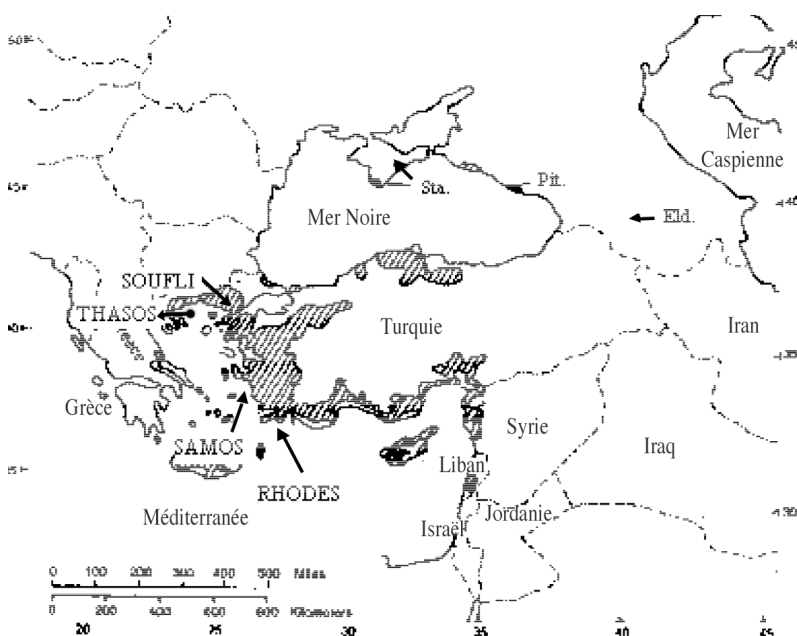 Mer
Caspienne
Sta.
Pit.
Mer Noire
Eld.
SOUFLI
THASOS
Turquie
Iran
Grèce
SAMOS
Syrie
Liban
Iraq
RHODES
Méditerranée
Jordanie
Israël
0 100 200 300 400 500 Miles
0 200 400 600 800 Kilometers
20 25 30 35 40 45